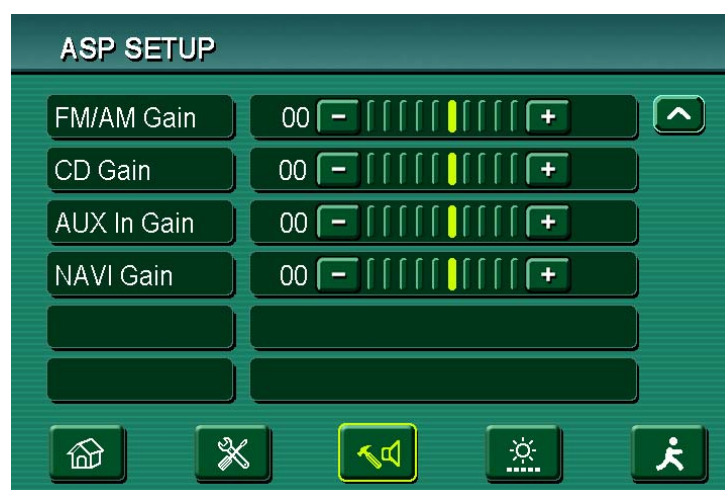 ASP SETUP
FM/AM Gain 00 - +
CD Gain 00 - +
AUX In Gain 00 - +
NAVI Gain 00 - +